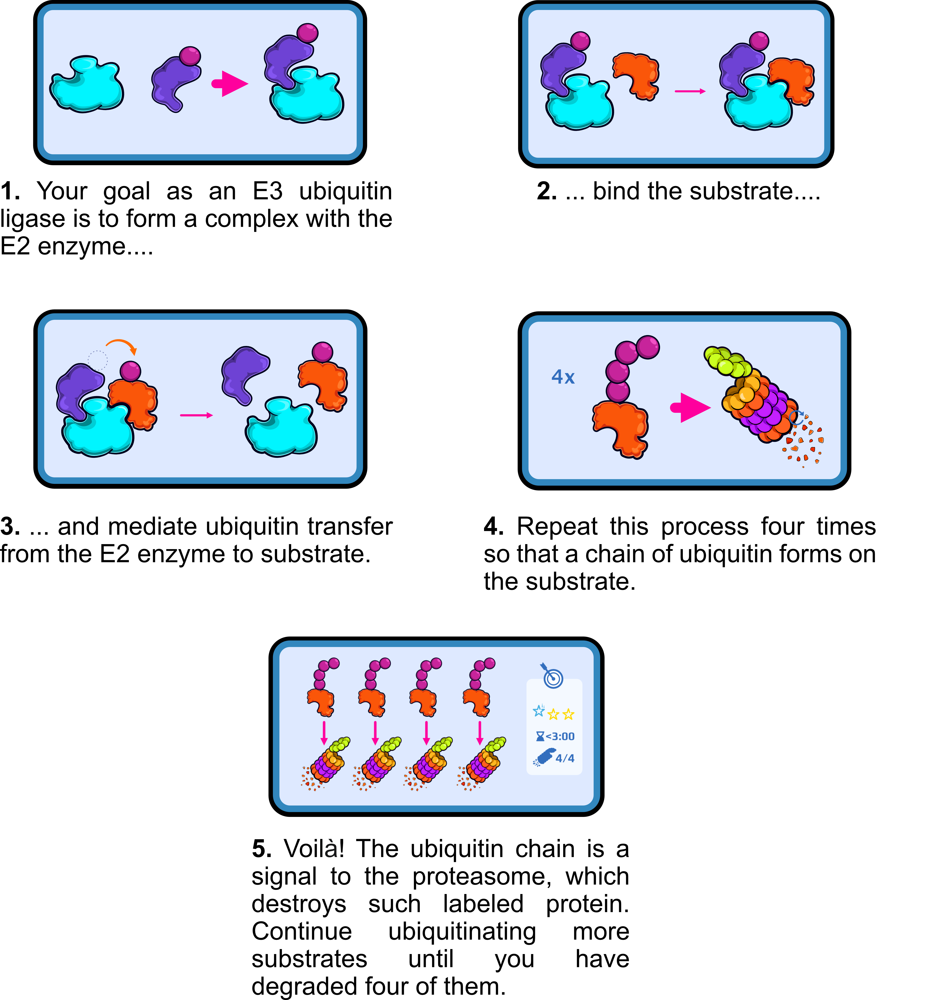 1. Your goal as an E3 ubiquitin
ligase is to form a complex with the
E2 enzyme....
2. ... bind the substrate....
3. ... and mediate ubiquitin transfer
from the E2 enzyme to substrate.
4x
4. Repeat this process four times
so that a chain of ubiquitin forms on
the substrate.
<3:00
4/4
5. Voilà! The ubiquitin chain is a
signal to the proteasome, which
destroys such labeled protein.
Continue ubiquitinating more
substrates until you have
degraded four of them.